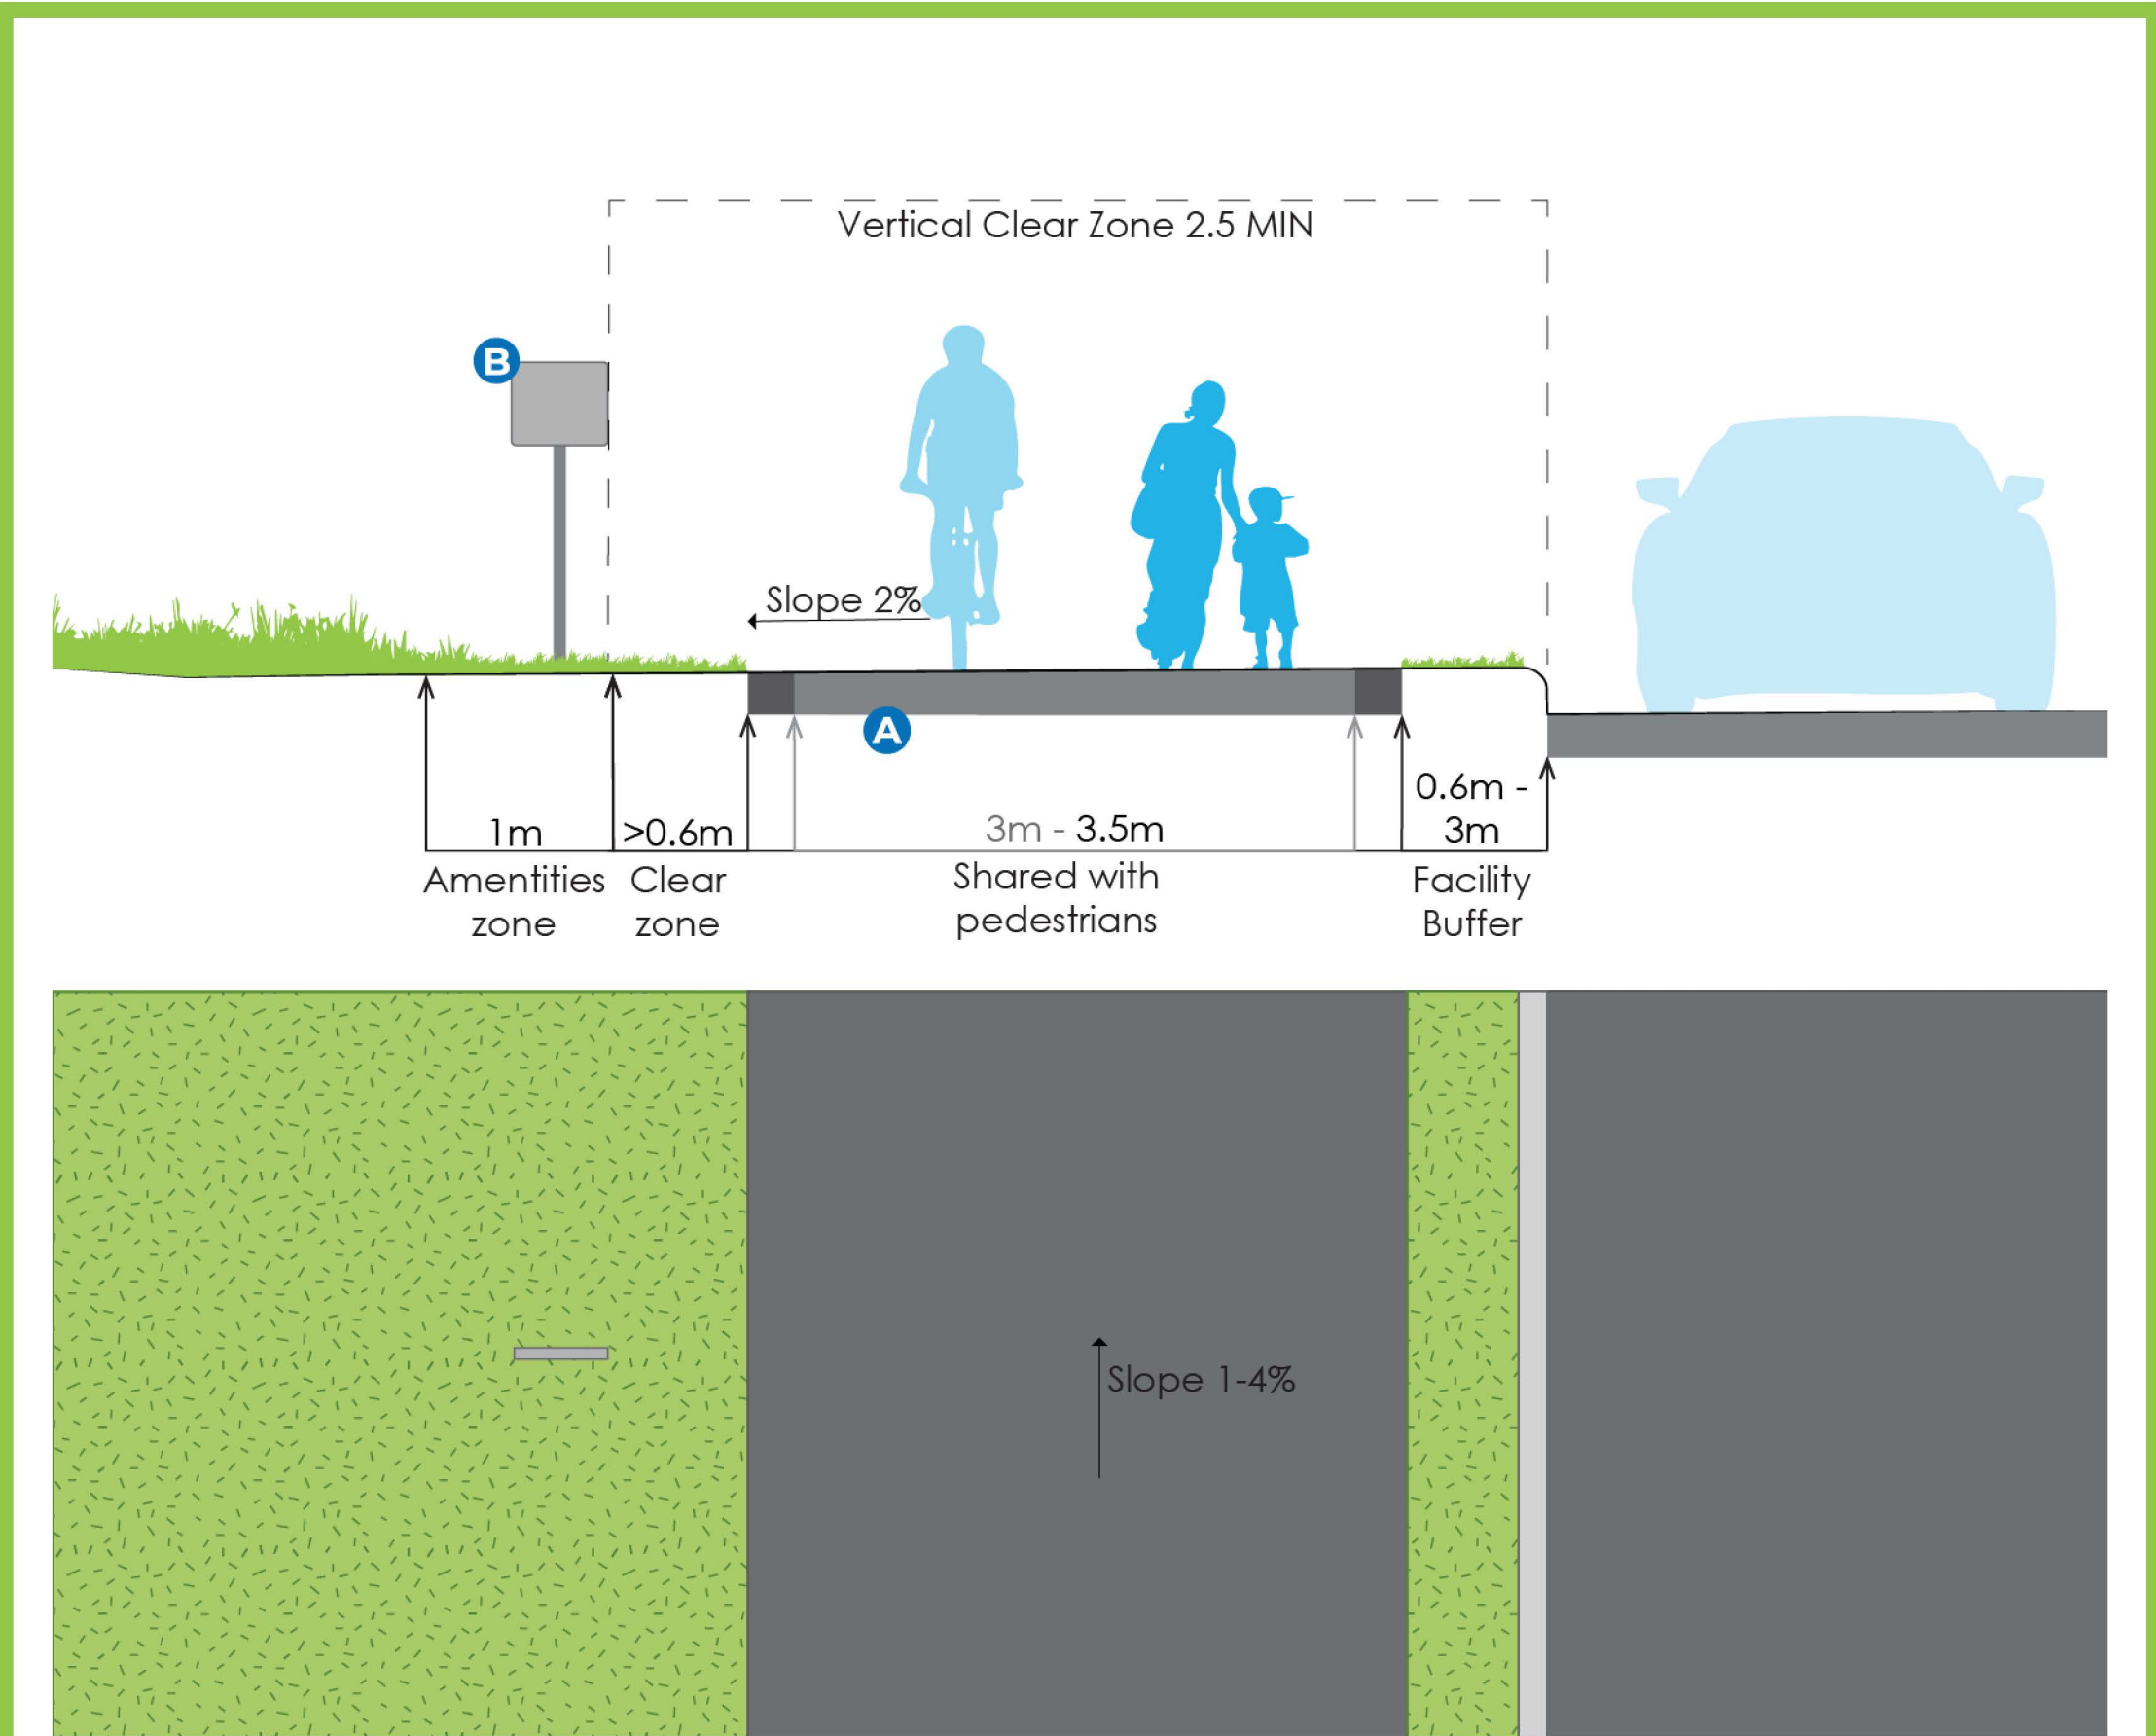 Vertical Clear Zone 2.5 MIN
B
Slope 2%
A
1m
>0.6m
3m - 3.5m
0.6m -
3m
Amentities
zone
Clear
zone
Shared with
pedestrians
Facility
Buffer
Slope 1-4%